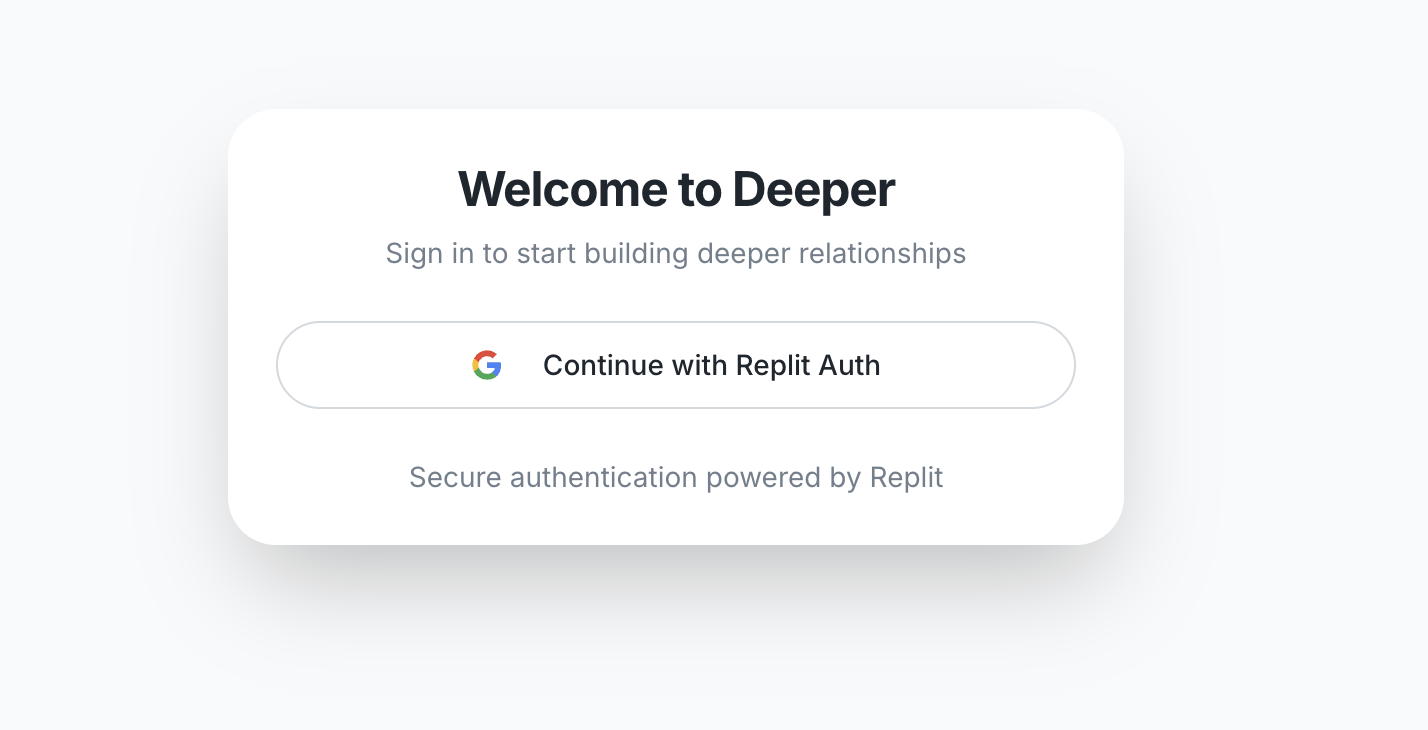 Welcome to Deeper
Sign in to start building deeper relationships
Continue with Replit Auth
Secure authentication powered by Replit